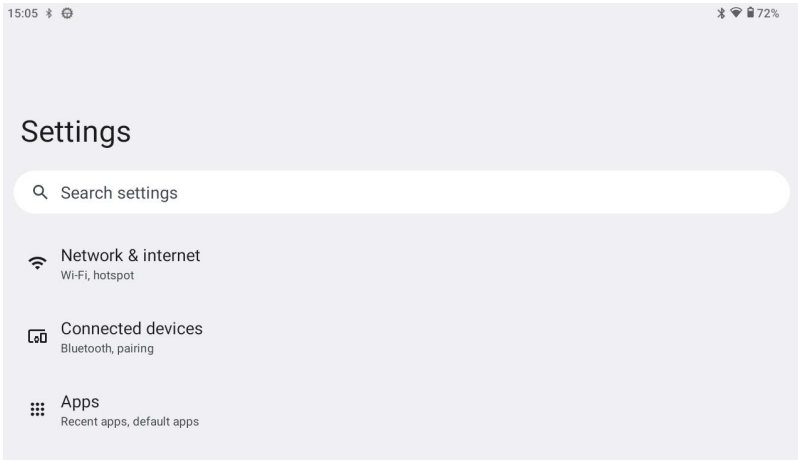 15:05 72%
Settings
Search settings
Network & internet
Wi-Fi, hotspot
Connected devices
Bluetooth, pairing
Apps
Recent apps, default apps